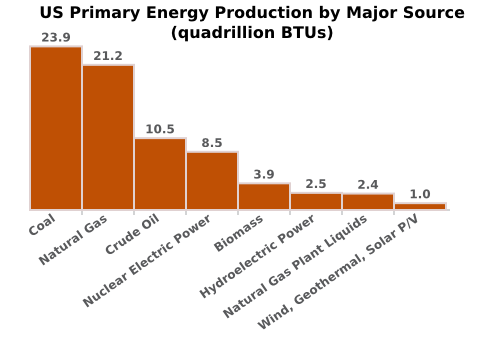 US Primary Energy Production by Major Source
(quadrillion BTUs)
23.9
21.2
10.5
8.5
3.9
2.5
2.4
1.0
Coal
Natural Gas
Crude Oil
Nuclear Electric Power
Biomass
Hydroelectric Power
Natural Gas Plant Liquids
Wind, Geothermal, Solar P/V